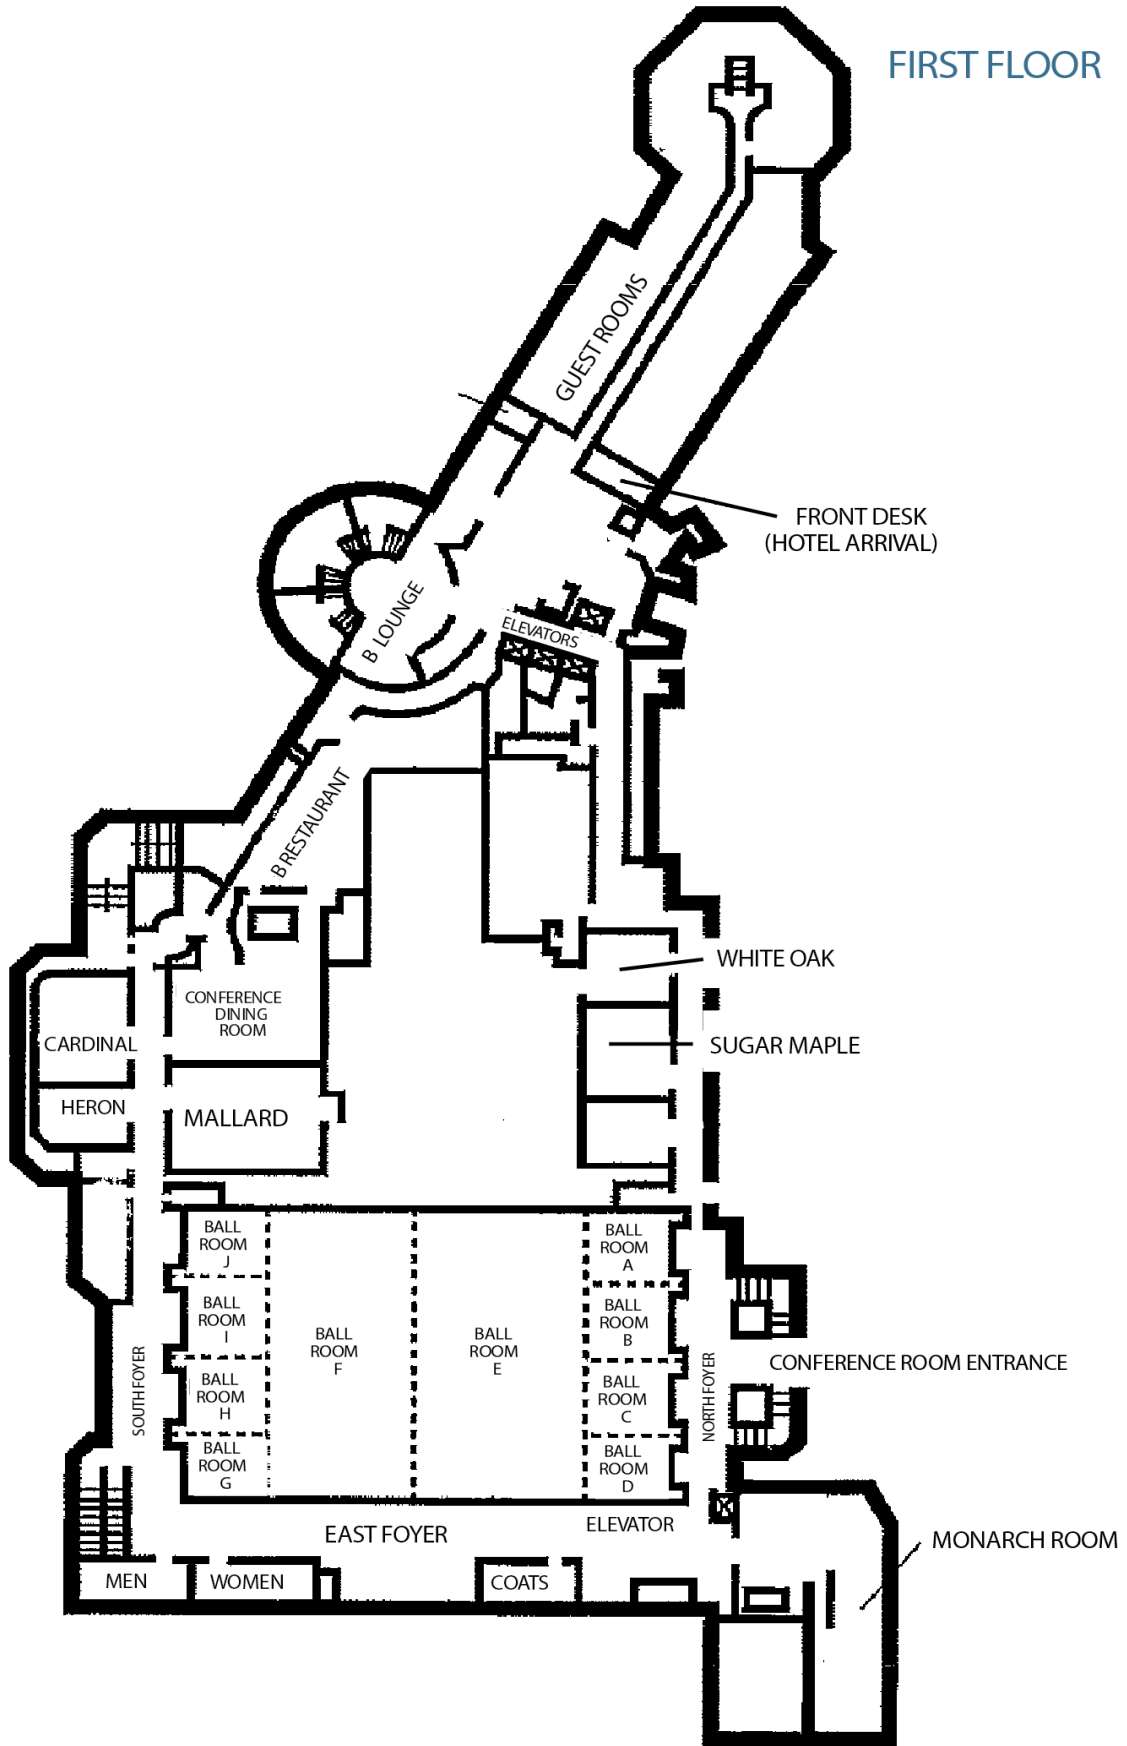 FIRST FLOOR
GUEST ROOMS
FRONT DESK
(HOTEL ARRIVAL)
B LOUNGE
ELEVATORS
B RESTAURANT
WHITE OAK
CONFERENCE
DINING
ROOM
CARDINAL
SUGAR MAPLE
HERON
MALLARD
BALL
ROOM
J
BALL
ROOM
A
BALL
ROOM
I
BALL
ROOM
F
BALL
ROOM
E
BALL
ROOM
B
SOUTH FOYER
NORTH FOYER
CONFERENCE ROOM ENTRANCE
BALL
ROOM
H
BALL
ROOM
C
BALL
ROOM
G
BALL
ROOM
D
EAST FOYER
ELEVATOR
MONARCH ROOM
MEN
WOMEN
COATS